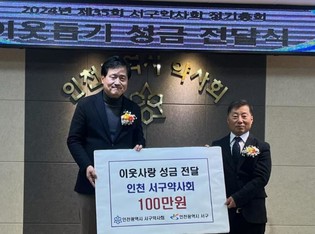 2024년 제35회 서구약사회 정기총회
이웃돕기 성금 전달식
인천 약사회
이웃사랑 성금 전달
인천 서구약사회
100만원
인천광역시 서구약사회 인천광역시 서구